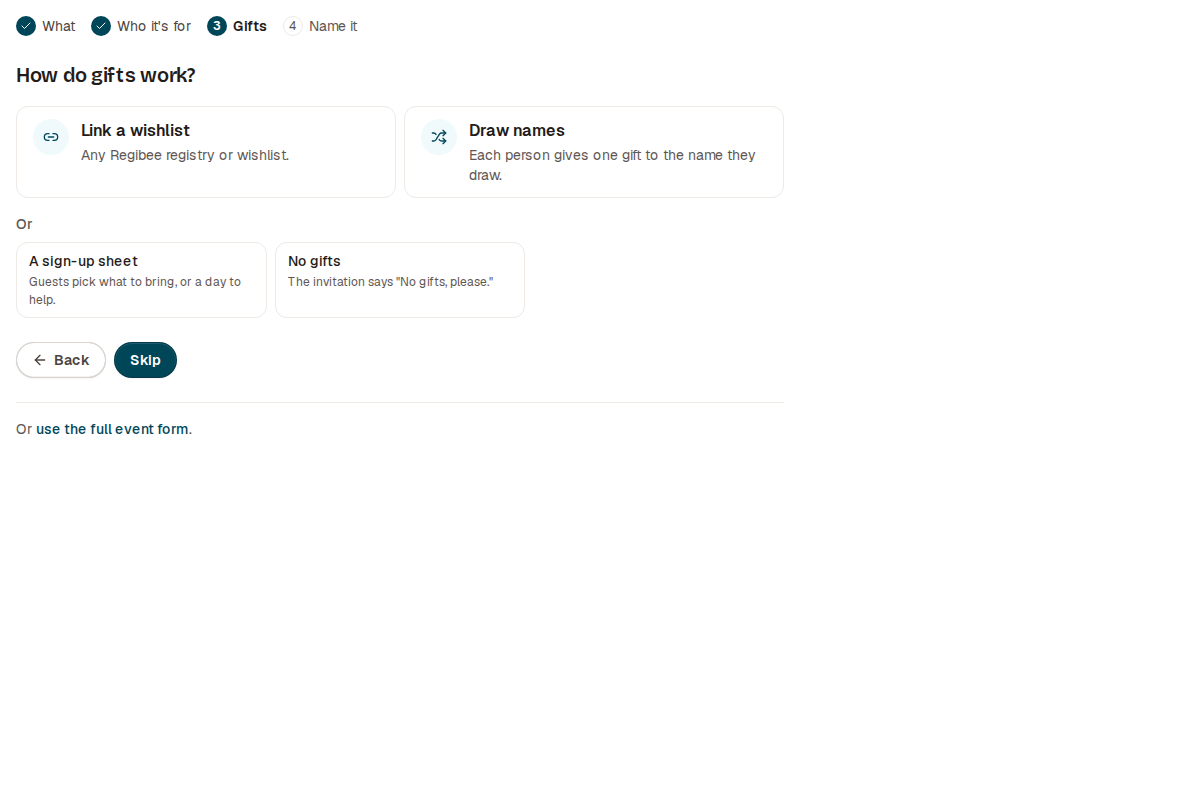 What Who it's for 3 Gifts 4 Name it
How do gifts work?
Link a wishlist
Any Regibee registry or wishlist.
Draw names
Each person gives one gift to the name they
draw.
Or
A sign-up sheet
Guests pick what to bring, or a day to
help.
No gifts
The invitation says "No gifts, please."
Back Skip
Or use the full event form.